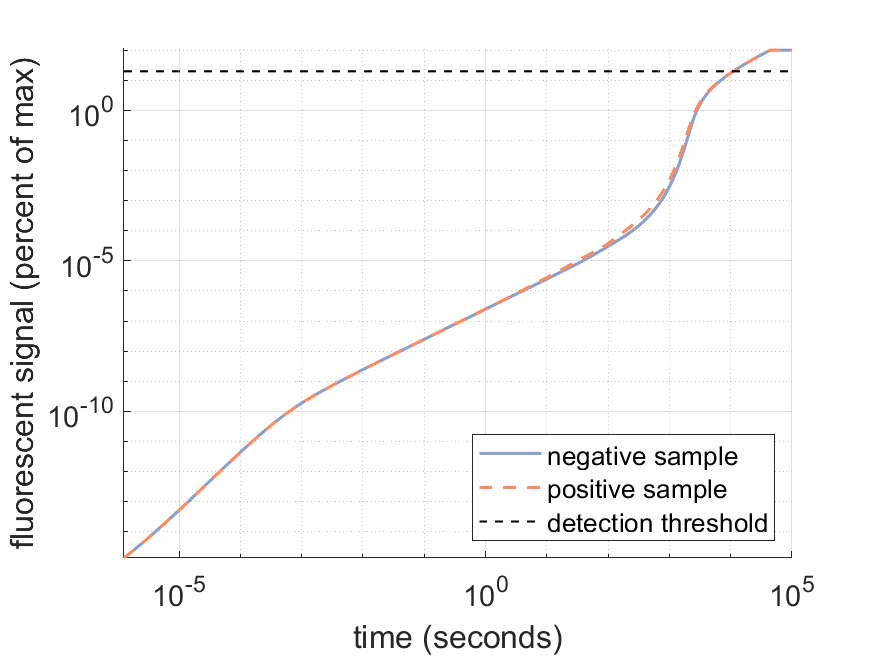 fluorescent signal (percent of max)
10^0
10^-5
10^-10
negative sample
positive sample
detection threshold
10^-5
10^0
10^5
time (seconds)